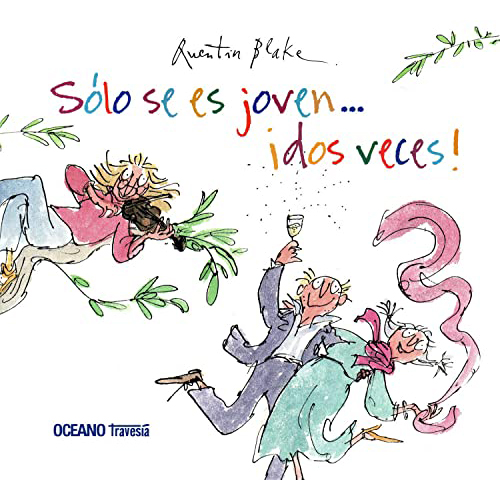 Quentin Blake
Sólo se es joven...
¡dos veces!
OCEANO Travesía